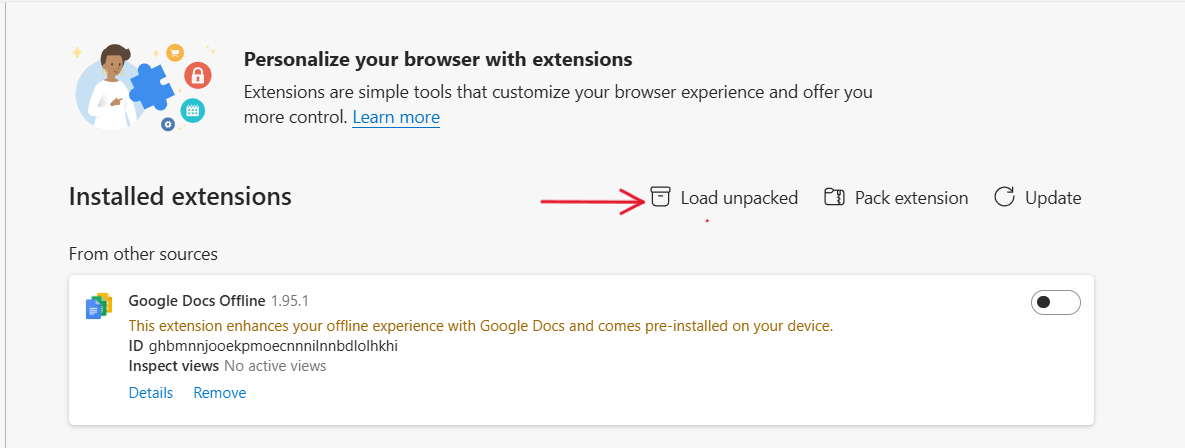 Personalize your browser with extensions
Extensions are simple tools that customize your browser experience and offer you
more control. Learn more
Installed extensions
Load unpacked
Pack extension
Update
From other sources
Google Docs Offline 1.95.1
This extension enhances your offline experience with Google Docs and comes pre-installed on your device.
ID ghbmnnjooekpmoecnnnilnnbdlolhkhi
Inspect views No active views
Details Remove